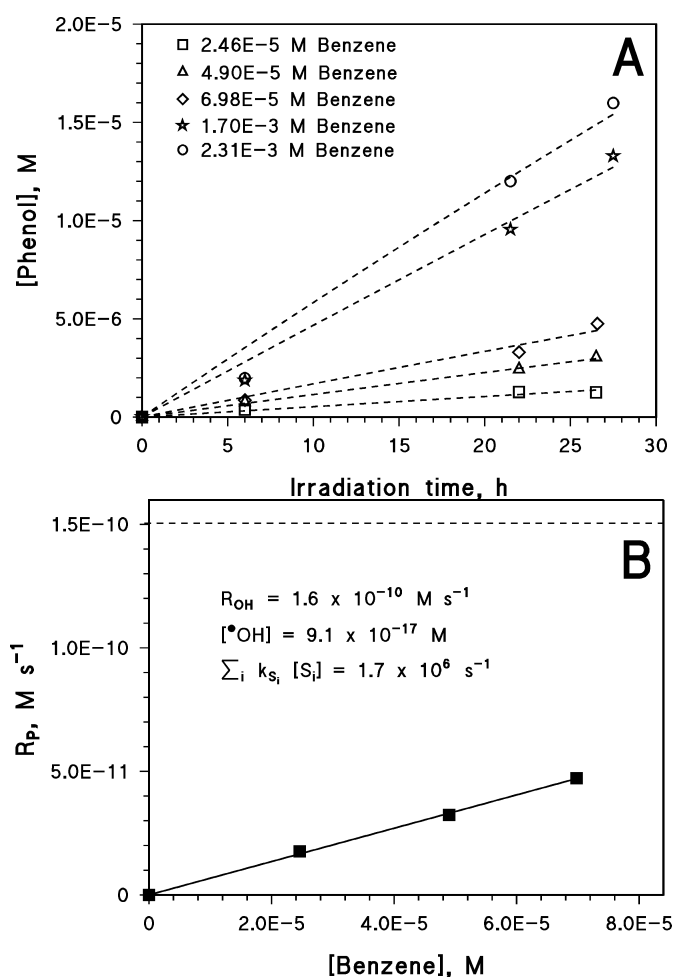 2.0E-5
1.5E-5
1.0E-5
5.0E-6
0
[Phenol], M
A
2.46E-5 M Benzene
4.90E-5 M Benzene
6.98E-5 M Benzene
1.70E-3 M Benzene
2.31E-3 M Benzene
0 5 10 15 20 25 30
Irradiation time, h
1.5E-10
1.0E-10
5.0E-11
0
R_P, M s⁻¹
B
R_OH = 1.6 x 10⁻¹⁰ M s⁻¹
[•OH] = 9.1 x 10⁻¹⁷ M
∑_i k_{S_i} [S_i] = 1.7 x 10⁶ s⁻¹
0 2.0E-5 4.0E-5 6.0E-5 8.0E-5
[Benzene], M